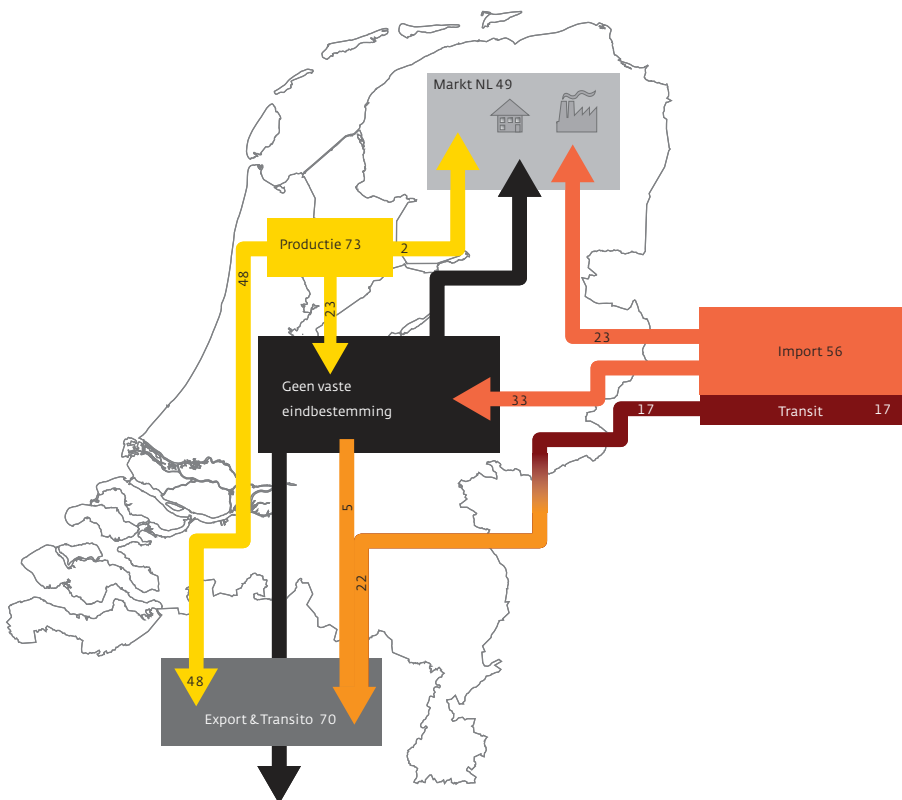 Markt NL 49
Productie 73
2
48
23
23
Import 56
Geen vaste
eindbestemming
33
17
Transit 17
5
22
48
Export & Transito 70